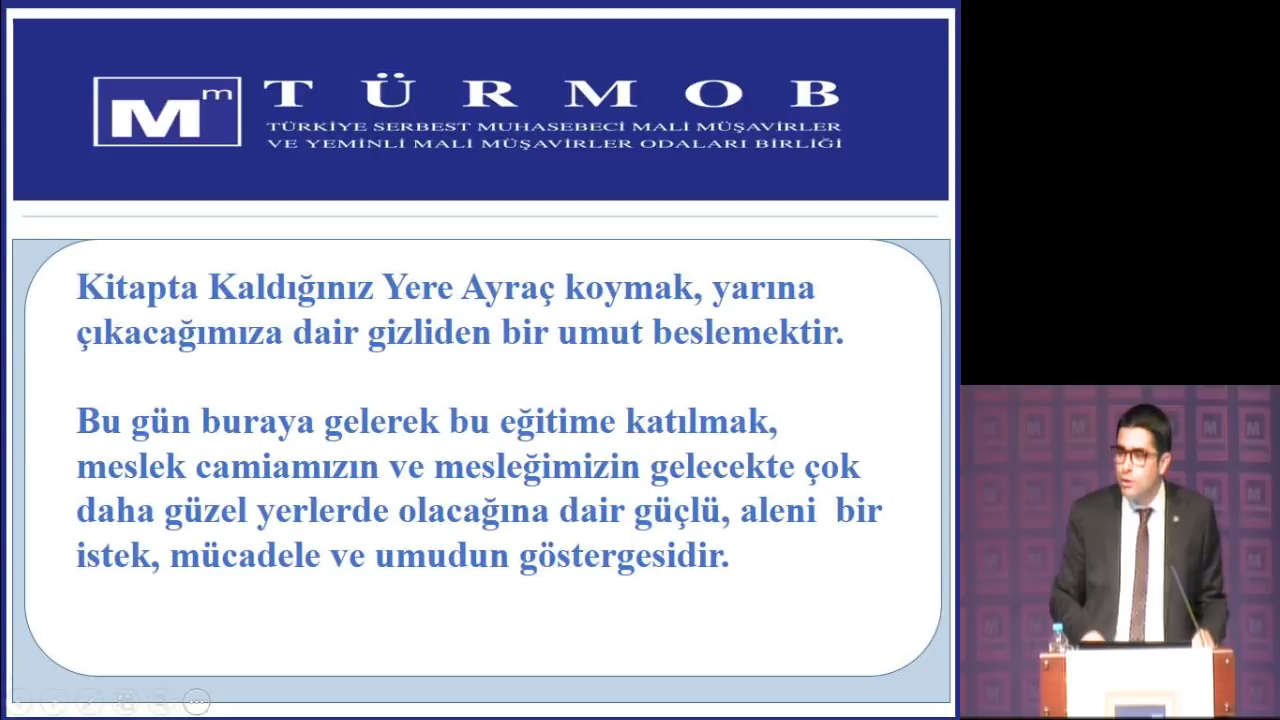 Mm
TÜRMOB
TÜRKİYE SERBEST MUHASEBECİ MALİ MÜŞAVİRLER
VE YEMİNLİ MALİ MÜŞAVİRLER ODALARI BİRLİĞİ
Kitapta Kaldığınız Yere Ayraç koymak, yarına
çıkacağımıza dair gizliden bir umut beslemektir.
Bu gün buraya gelerek bu eğitime katılmak,
meslek camiamızın ve mesleğimizin gelecekte çok
daha güzel yerlerde olacağına dair güçlü, aleni  bir
istek, mücadele ve umudun göstergesidir.